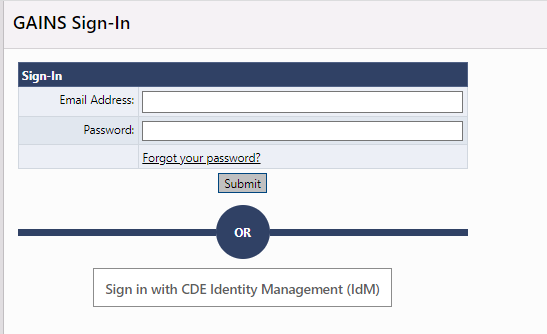 GAINS Sign-In
Sign-In
Email Address:
Password:
Forgot your password?
Submit
OR
Sign in with CDE Identity Management (IdM)